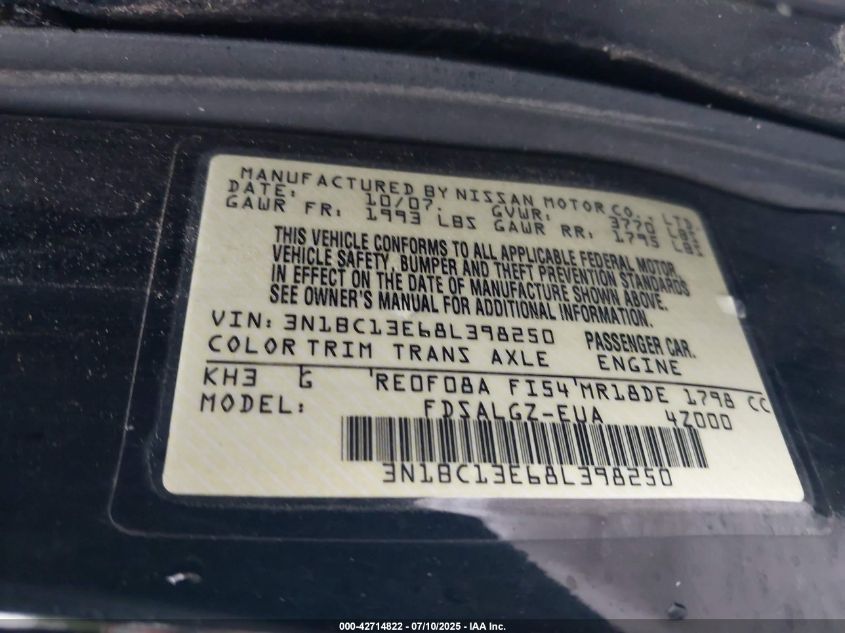 MANUFACTURED BY NISSAN MOTOR CO., LTD
DATE: 10/07 GVWR: 3770 LBS
GAWR FR: 1993 LBS GAWR RR: 1795 LBS
THIS VEHICLE CONFORMS TO ALL APPLICABLE FEDERAL MOTOR
VEHICLE SAFETY, BUMPER AND THEFT PREVENTION STANDARDS
IN EFFECT ON THE DATE OF MANUFACTURE SHOWN ABOVE.
SEE OWNER'S MANUAL FOR ADDITIONAL INFORMATION.
VIN: 3N1BC13E68L398250 PASSENGER CAR.
COLOR TRIM TRANS AXLE ENGINE
KH3 G RE0F08A FI54 MR18DE 1798 CC
MODEL: FDSALGZ-EUA 4Z000
3N1BC13E68L398250
000-42714822 - 07/10/2025 - IAA Inc.